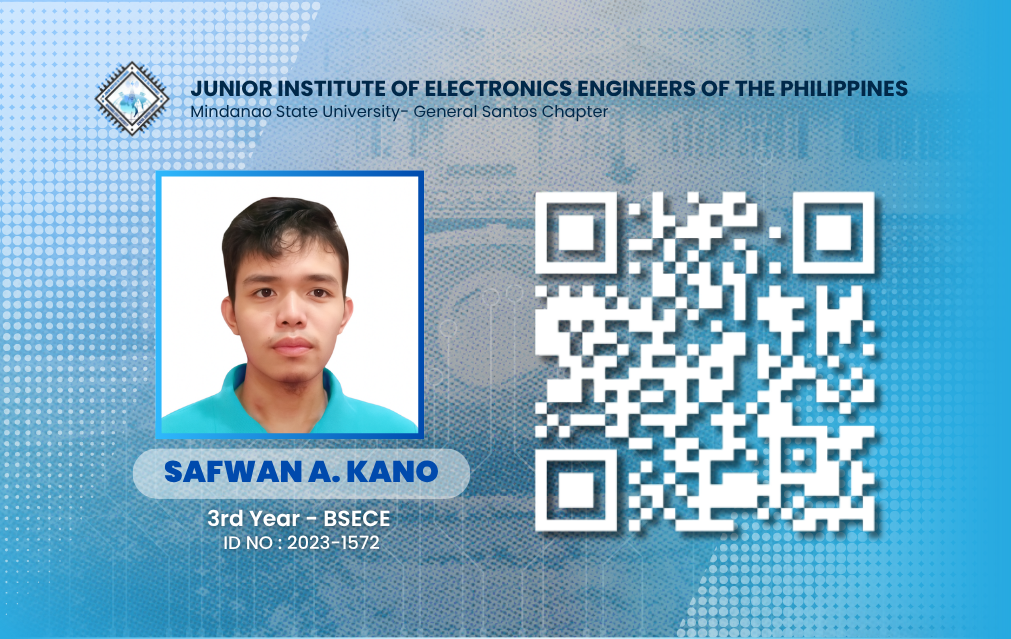 JUNIOR INSTITUTE OF ELECTRONICS ENGINEERS OF THE PHILIPPINES
Mindanao State University- General Santos Chapter
SAFWAN A. KANO
3rd Year - BSECE
ID NO : 2023-1572